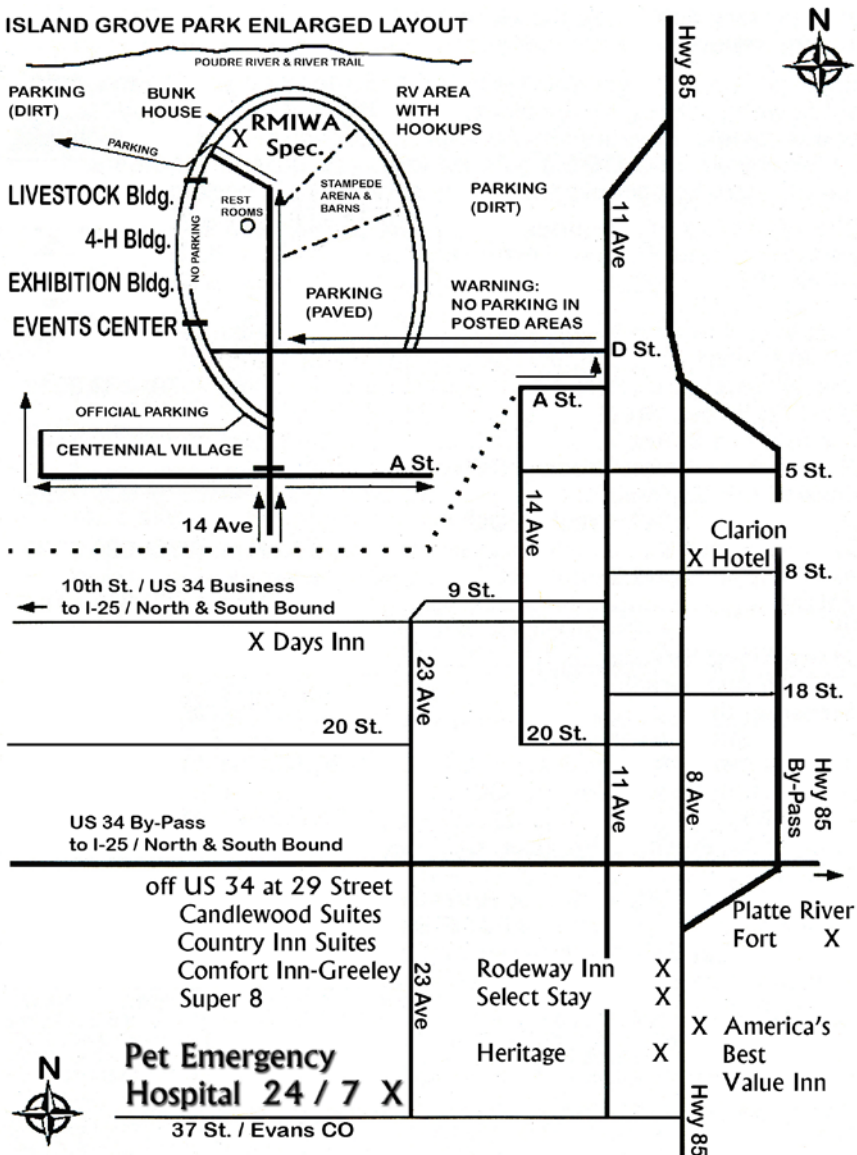 ISLAND GROVE PARK ENLARGED LAYOUT
N
POUDRE RIVER & RIVER TRAIL
Hwy 85
PARKING
(DIRT)
BUNK
HOUSE
RV AREA
WITH
HOOKUPS
X RMIWA
Spec.
PARKING
LIVESTOCK Bldg.
REST
ROOMS
STAMPEDE
ARENA &
BARNS
PARKING
(DIRT)
11 Ave
4-H Bldg.
NO PARKING
EXHIBITION Bldg.
PARKING
(PAVED)
WARNING:
NO PARKING IN
POSTED AREAS
EVENTS CENTER
D St.
A St.
OFFICIAL PARKING
CENTENNIAL VILLAGE
A St.
5 St.
14 Ave
14 Ave
Clarion
X Hotel
8 St.
10th St. / US 34 Business
to I-25 / North & South Bound
9 St.
X Days Inn
23 Ave
18 St.
20 St.
20 St.
11 Ave
8 Ave
Hwy 85
By-Pass
US 34 By-Pass
to I-25 / North & South Bound
off US 34 at 29 Street
Candlewood Suites
Country Inn Suites
Comfort Inn-Greeley
Super 8
23 Ave
Platte River
Fort X
Rodeway Inn X
Select Stay X
Heritage X
X America's
Best
Value Inn
N
Pet Emergency
Hospital 24 / 7 X
Hwy 85
37 St. / Evans CO